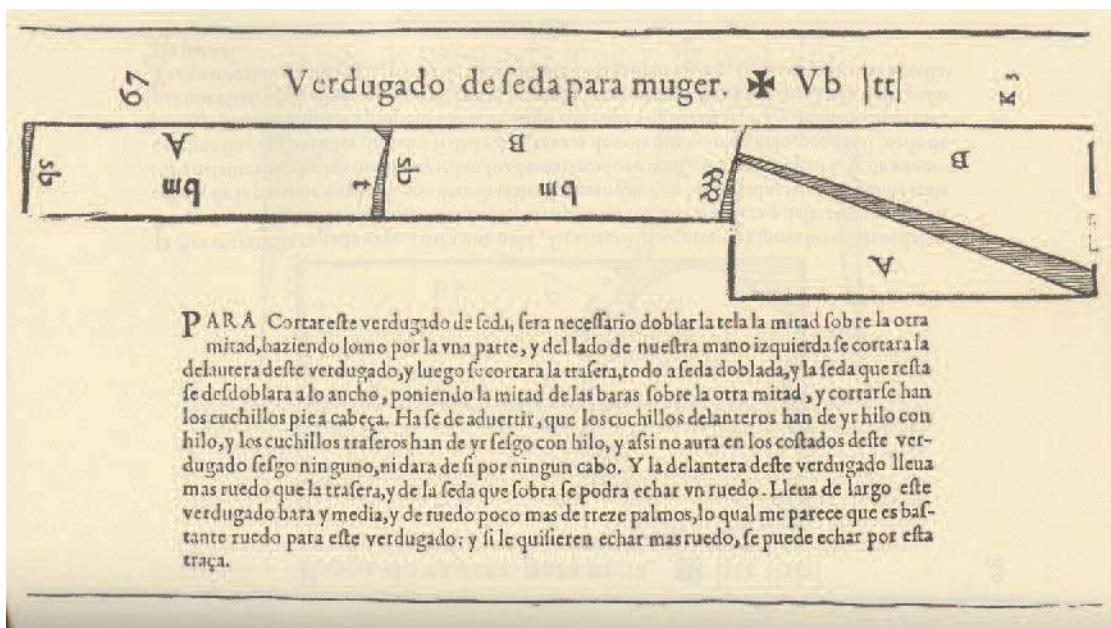 67
Verdugado de seda para muger. ✠ Vb tt
K 5
A
sb
bm
B
sb
bm
B
A
PARA Cortar este verdugado de seda, sera necessario doblar la tela la mitad sobre la otra
mitad, haziendo lomo por la vna parte, y del lado de nuestra mano izquierda se cortara la
delantera deste verdugado, y luego se cortara la trasera, todo a seda doblada, y la seda que resta
se desdoblara a lo ancho, poniendo la mitad de las baras sobre la otra mitad, y cortarse han
los cuchillos pie a cabeça. Ha se de aduertir, que los cuchillos delanteros han de yr hilo con
hilo, y los cuchillos traseros han de yr sesgo con hilo, y assi no aura en los costados deste ver-
dugado sesgo ninguno, ni dara de si por ningun cabo. Y la delantera deste verdugado lleua
mas ruedo que la trasera, y de la seda que sobra se podra echar vn ruedo. Lleua de largo este
verdugado bara y media, y de ruedo poco mas de treze palmos, lo qual me parece que es bas-
tante ruedo para este verdugado: y si le quisieren echar mas ruedo, se puede echar por esta
traça.